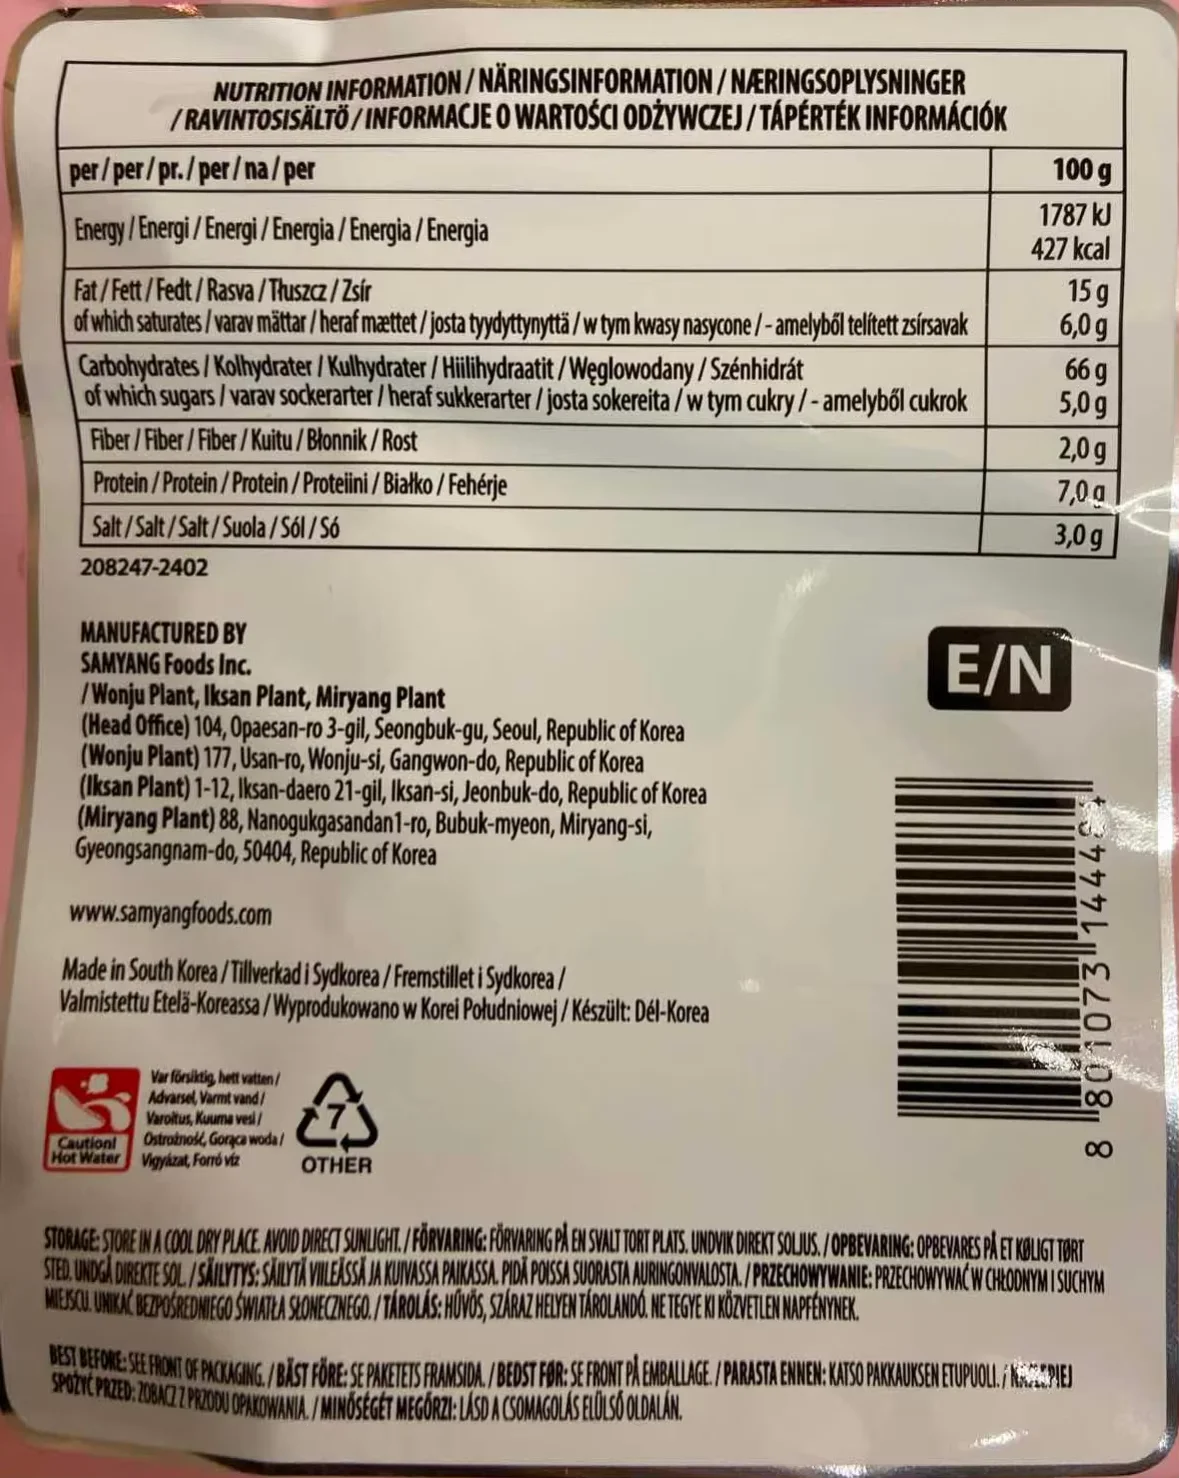 NUTRITION INFORMATION / NÄRINGSINFORMATION / NÆRINGSOPLYSNINGER
/ RAVINTOSISÄLTÖ / INFORMACJE O WARTOŚCI ODŻYWCZEJ / TÁPÉRTÉK INFORMÁCIÓK
per / per / pr. / per / na / per 100 g
Energy / Energi / Energi / Energia / Energia / Energia 1787 kJ
427 kcal
Fat / Fett / Fedt / Rasva / Tłuszcz / Zsír 15 g
of which saturates / varav mättar / heraf mættet / josta tyydyttynyttä / w tym kwasy nasycone / - amelyből telített zsírsavak 6,0 g
Carbohydrates / Kolhydrater / Kulhydrater / Hiilihydraatit / Węglowodany / Szénhidrát 66 g
of which sugars / varav sockerarter / heraf sukkerarter / josta sokereita / w tym cukry / - amelyből cukrok 5,0 g
Fiber / Fiber / Fiber / Kuitu / Błonnik / Rost 2,0 g
Protein / Protein / Protein / Proteiini / Białko / Fehérje 7,0 g
Salt / Salt / Salt / Suola / Sól / Só 3,0 g
208247-2402
MANUFACTURED BY
SAMYANG Foods Inc.
/ Wonju Plant, Iksan Plant, Miryang Plant
(Head Office) 104, Opaesan-ro 3-gil, Seongbuk-gu, Seoul, Republic of Korea
(Wonju Plant) 177, Usan-ro, Wonju-si, Gangwon-do, Republic of Korea
(Iksan Plant) 1-12, Iksan-daero 21-gil, Iksan-si, Jeonbuk-do, Republic of Korea
(Miryang Plant) 88, Nanogukgasandan1-ro, Bubuk-myeon, Miryang-si,
Gyeongsangnam-do, 50404, Republic of Korea
E/N
www.samyangfoods.com
Made in South Korea / Tillverkad i Sydkorea / Fremstillet i Sydkorea /
Valmistettu Etelä-Koreassa / Wyprodukowano w Korei Południowej / Készült: Dél-Korea
Caution!
Hot Water
Var försiktig, hett vatten /
Advarsel, Varmt vand /
Varoitus, Kuuma vesi /
Ostrożność, Gorąca woda /
Vigyázat, Forró víz
7
OTHER
8 801073
STORAGE: STORE IN A COOL DRY PLACE. AVOID DIRECT SUNLIGHT. / FÖRVARING: FÖRVARING PÅ EN SVALT TORT PLATS. UNDVIK DIREKT SOLJUS. / OPBEVARING: OPBEVARES PÅ ET KØLIGT TØRT
STED. UNDGÅ DIREKTE SOL. / SÄILYTYS: SÄILYTÄ VIILEÄSSÄ JA KUIVASSA PAIKASSA. PIDÄ POISSA SUORASTA AURINGONVALOSTA. / PRZECHOWYWANIE: PRZECHOWYWAĆ W CHŁODNYM I SUCHYM
MIEJSCU. UNIKAĆ BEZPOŚREDNIEGO ŚWIATŁA SŁONECZNEGO. / TÁROLÁS: HŰVÖS, SZÁRAZ HELYEN TÁROLANDÓ. NE TEGYE KI KÖZVETLEN NAPFÉNYNEK.
BEST BEFORE: SEE FRONT OF PACKAGING. / BÄST FÖRE: SE PAKETETS FRAMSIDA. / BEDST FØR: SE FRONT PÅ EMBALLAGE. / PARASTA ENNEN: KATSO PAKKAUKSEN ETUPUOLI. /
SPOŻYĆ PRZED: ZOBACZ Z PRZODU OPAKOWANIA. / MINŐSÉGÉT MEGŐRZI: LÁSD A CSOMAGOLÁS ELÜLSŐ OLDALÁN.